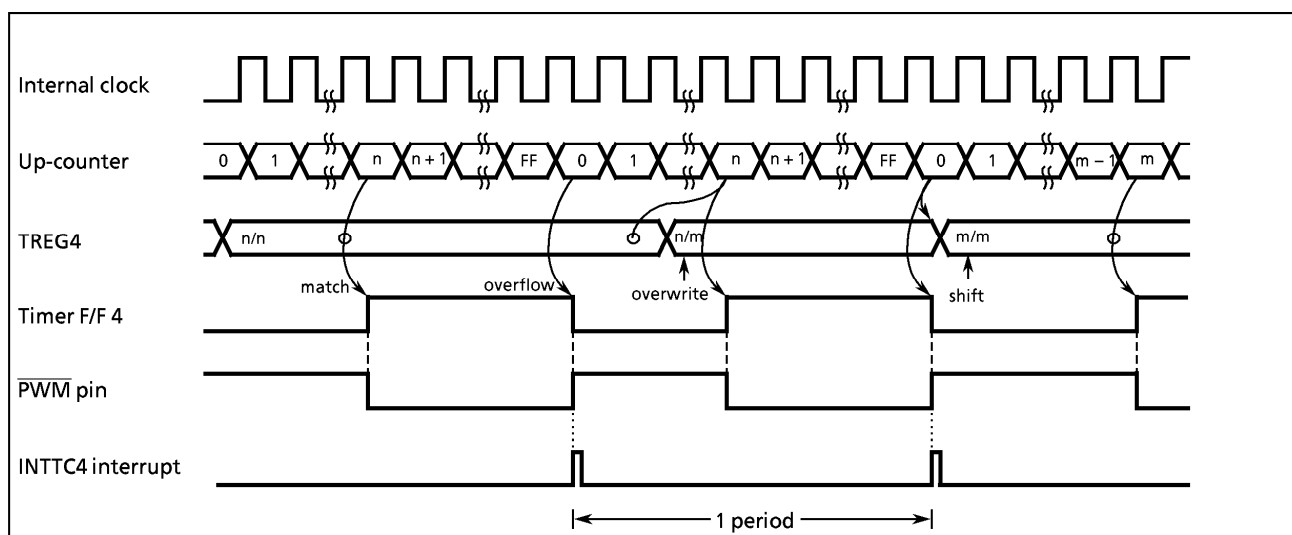 Internal clock
Up-counter 0 1 n n + 1 FF 0 1 n n + 1 FF 0 1 m – 1 m
TREG4 n/n n/m m/m
match overflow overwrite shift
Timer F/F 4
PWM pin
INTTC4 interrupt
1 period